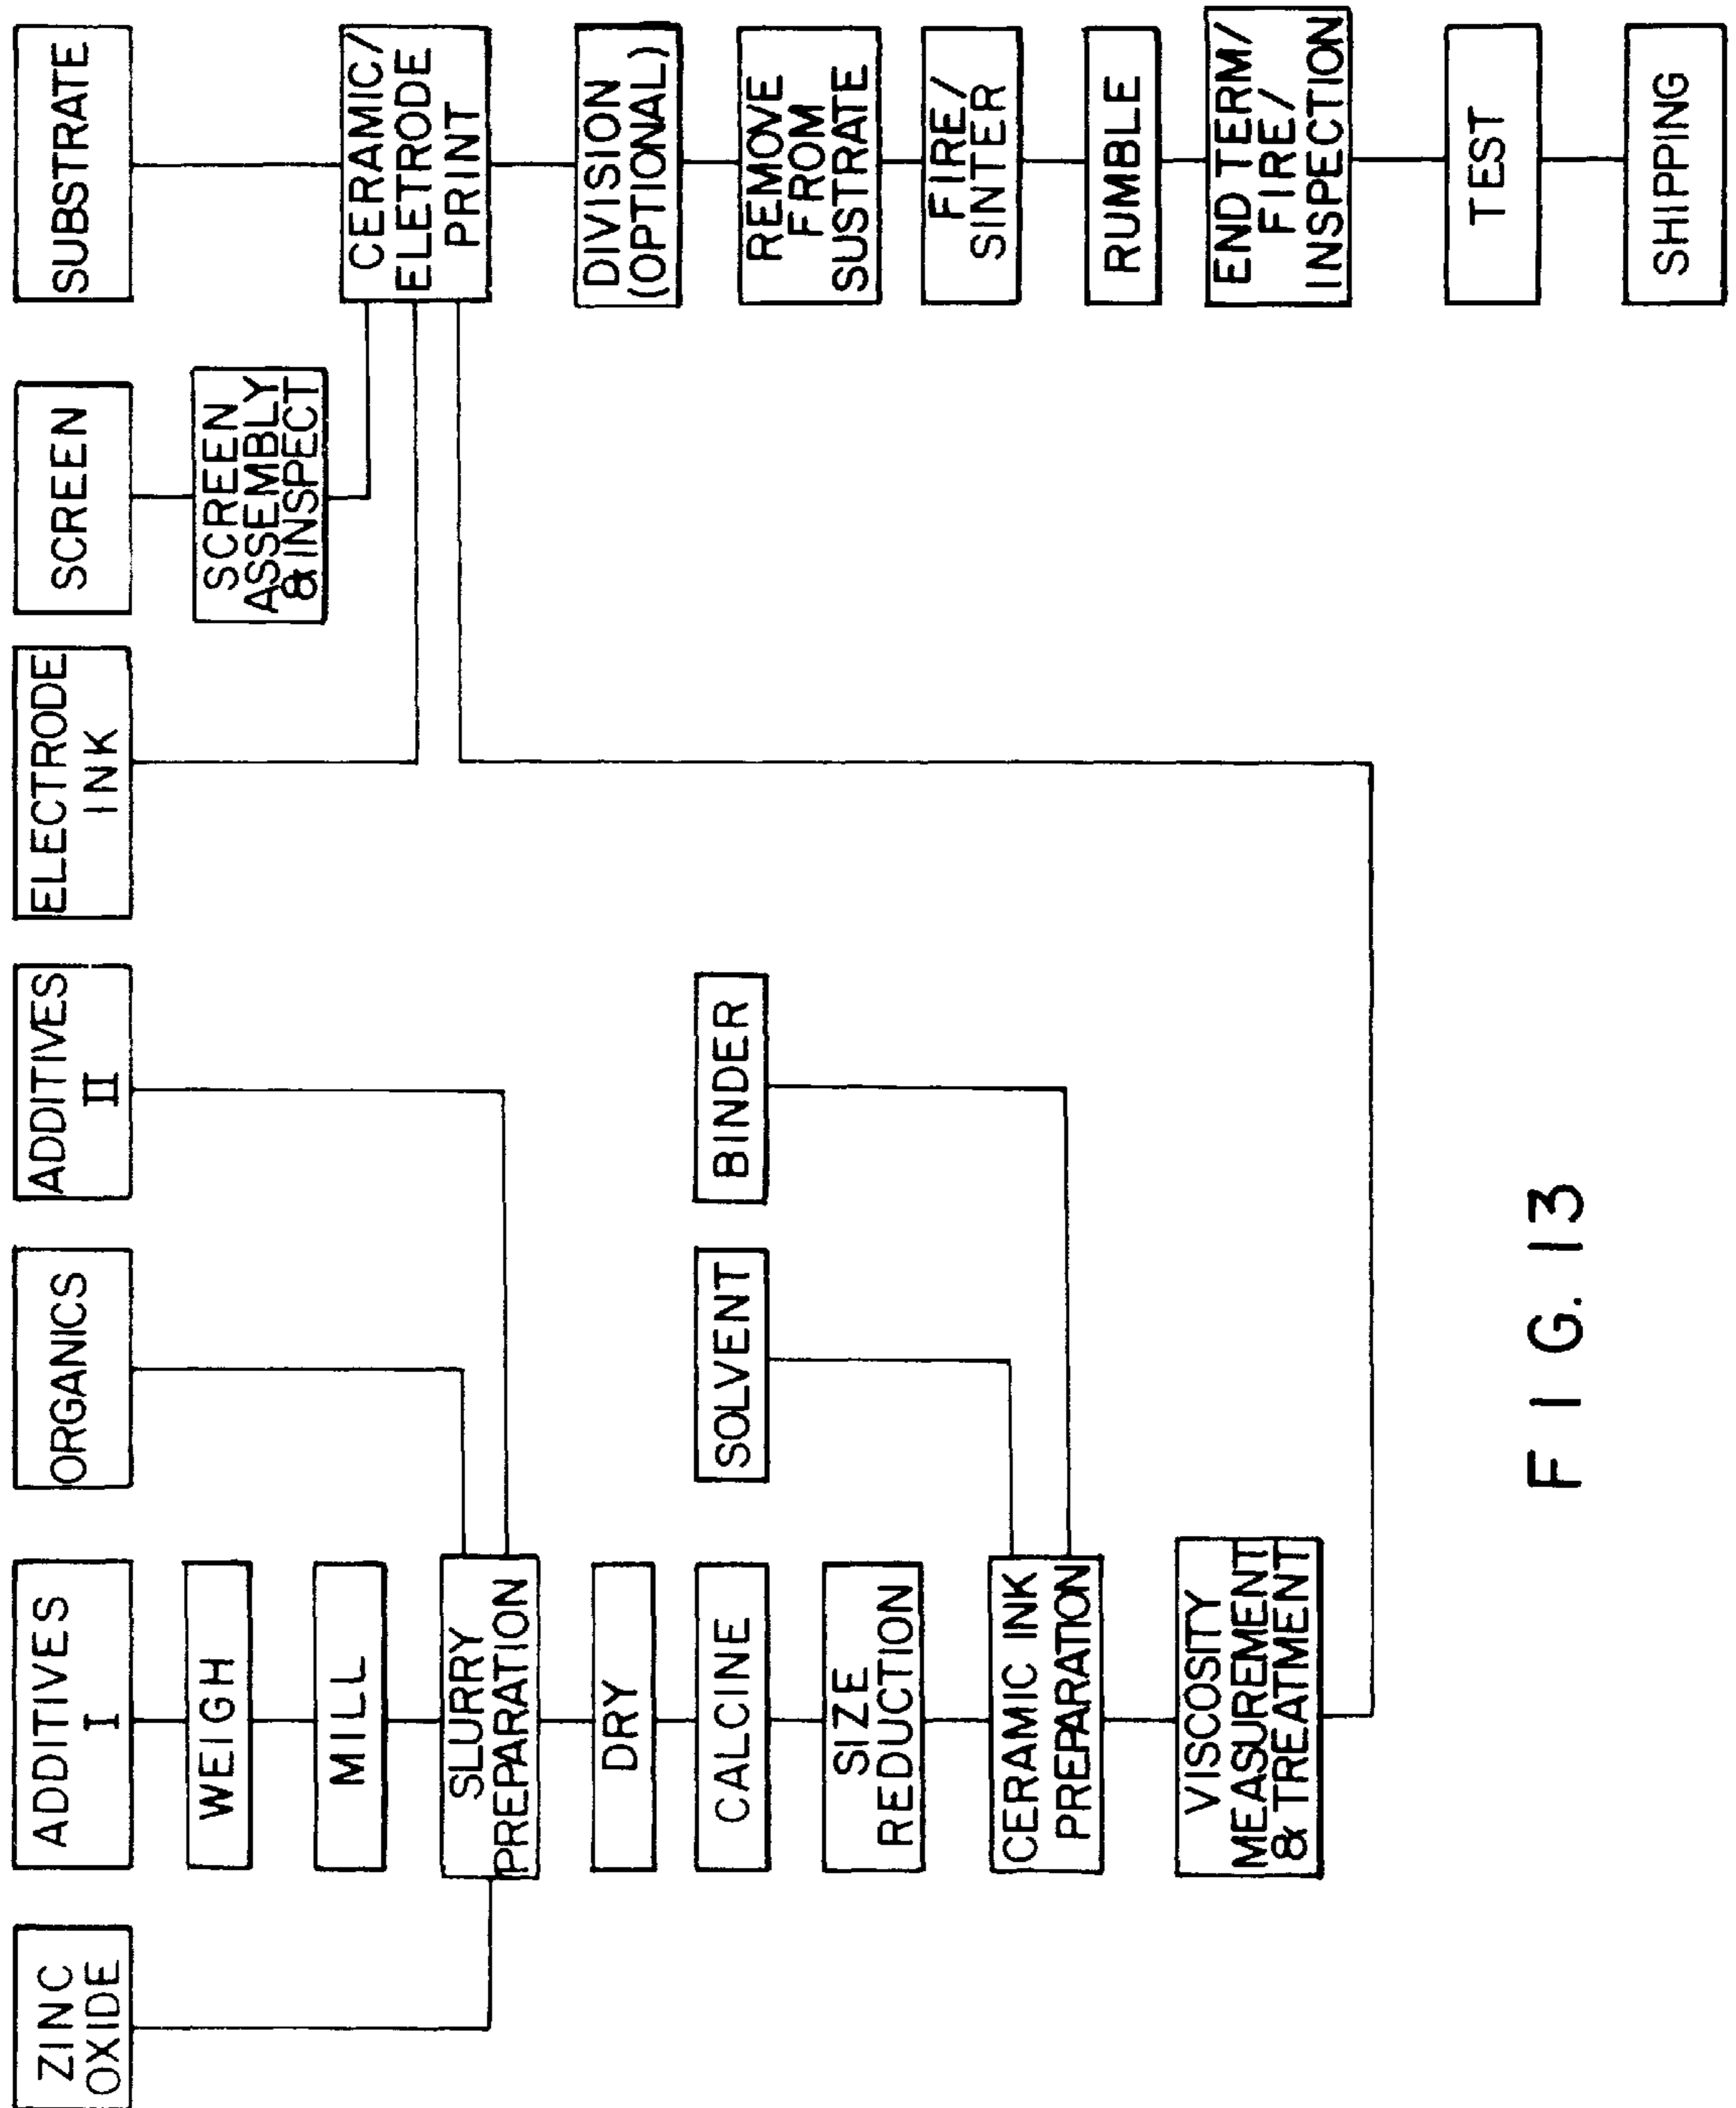 ZINC
OXIDE
ADDITIVES
I
ORGANICS
ADDITIVES
II
ELECTRODE
INK
SCREEN
SUBSTRATE
WEIGH
MILL
SLURRY
PREPARATION
DRY
CALCINE
SIZE
REDUCTION
CERAMIC INK
PREPARATION
VISCOSITY
MEASUREMENT
& TREATMENT
SOLVENT
BINDER
SCREEN
ASSEMBLY
& INSPECT
CERAMIC/
ELETRODE
PRINT
DIVISION
(OPTIONAL)
REMOVE
FROM
SUSTRATE
FIRE/
SINTER
RUMBLE
END TERM/
FIRE/
INSPECTION
TEST
SHIPPING
FIG. 13